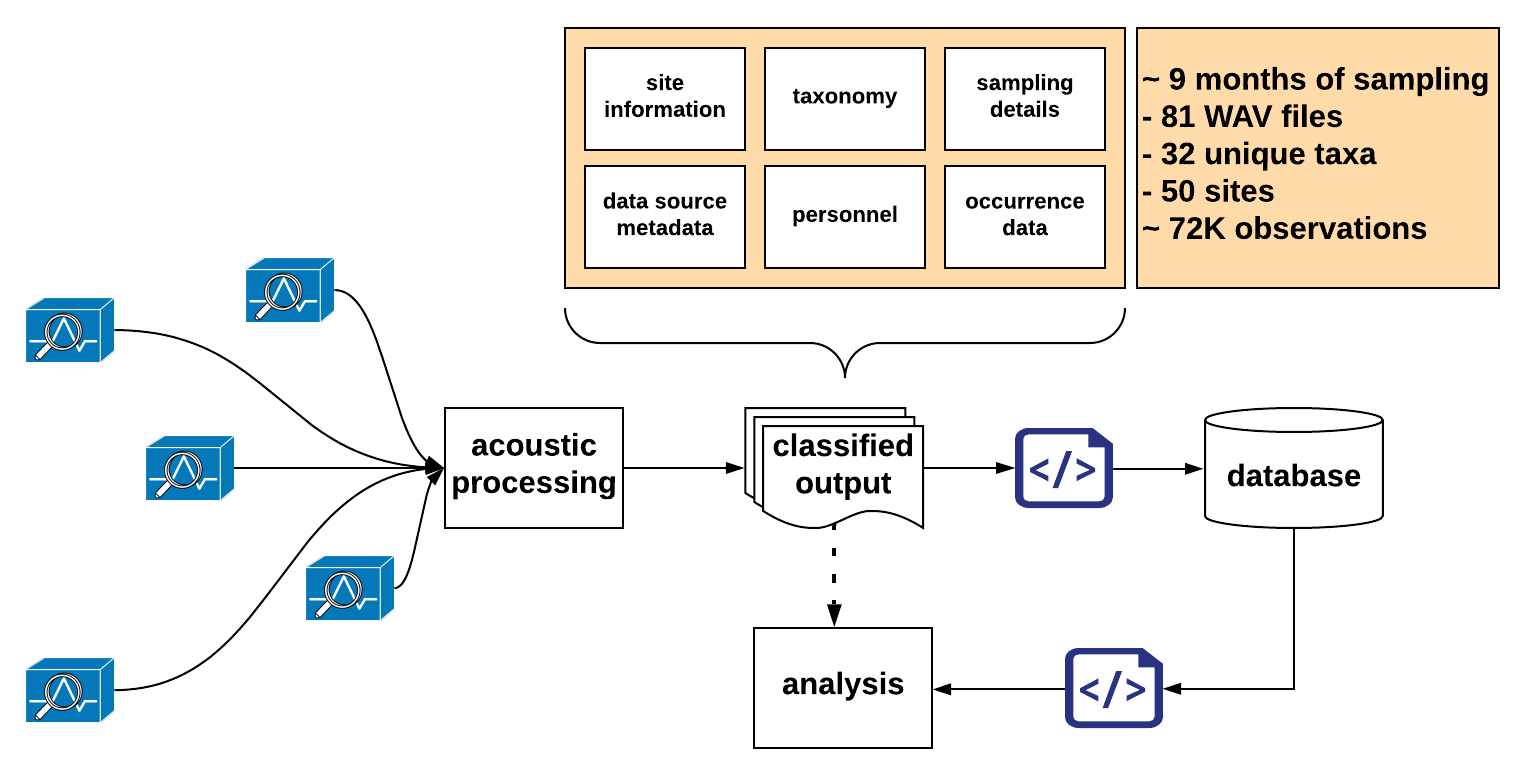 site
information
taxonomy
sampling
details
data source
metadata
personnel
occurrence
data
~ 9 months of sampling
- 81 WAV files
- 32 unique taxa
- 50 sites
~ 72K observations
acoustic
processing
classified
output
</>
database
analysis
</>